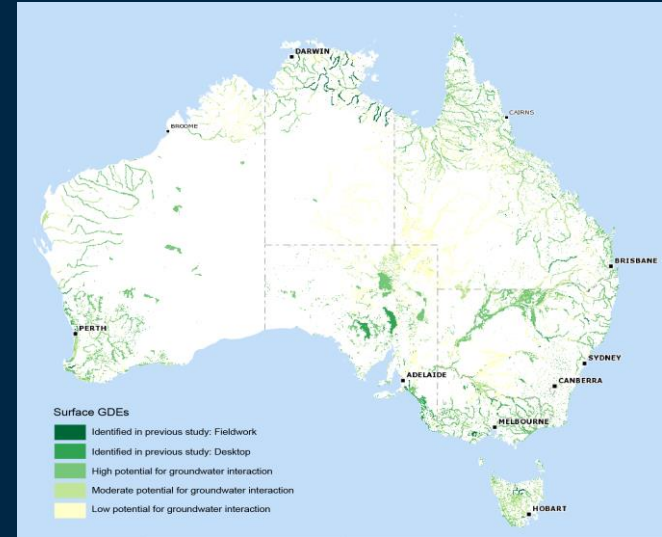 DARWIN
CAIRNS
BROOME
BRISBANE
PERTH
SYDNEY
ADELAIDE
CANBERRA
MELBOURNE
HOBART
Surface GDEs
Identified in previous study: Fieldwork
Identified in previous study: Desktop
High potential for groundwater interaction
Moderate potential for groundwater interaction
Low potential for groundwater interaction